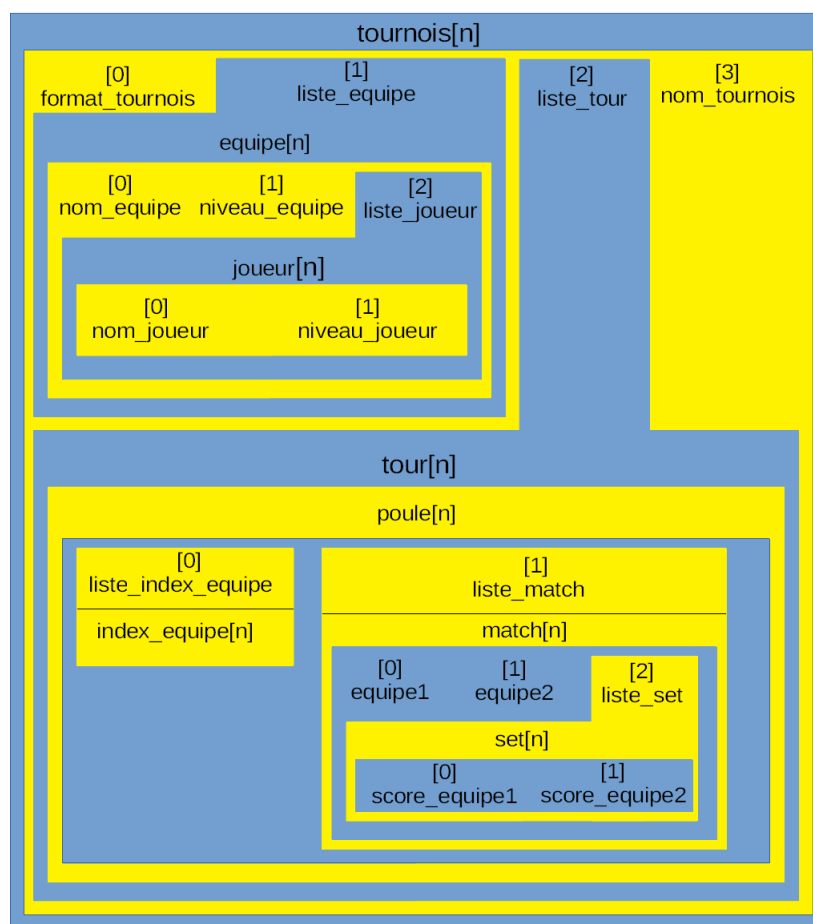 tournois[n]
[0]
format_tournois
[1]
liste_equipe
[2]
liste_tour
[3]
nom_tournois
equipe[n]
[0]
nom_equipe
[1]
niveau_equipe
[2]
liste_joueur
joueur[n]
[0]
nom_joueur
[1]
niveau_joueur
tour[n]
poule[n]
[0]
liste_index_equipe
index_equipe[n]
[1]
liste_match
match[n]
[0]
equipe1
[1]
equipe2
[2]
liste_set
set[n]
[0]
score_equipe1
[1]
score_equipe2